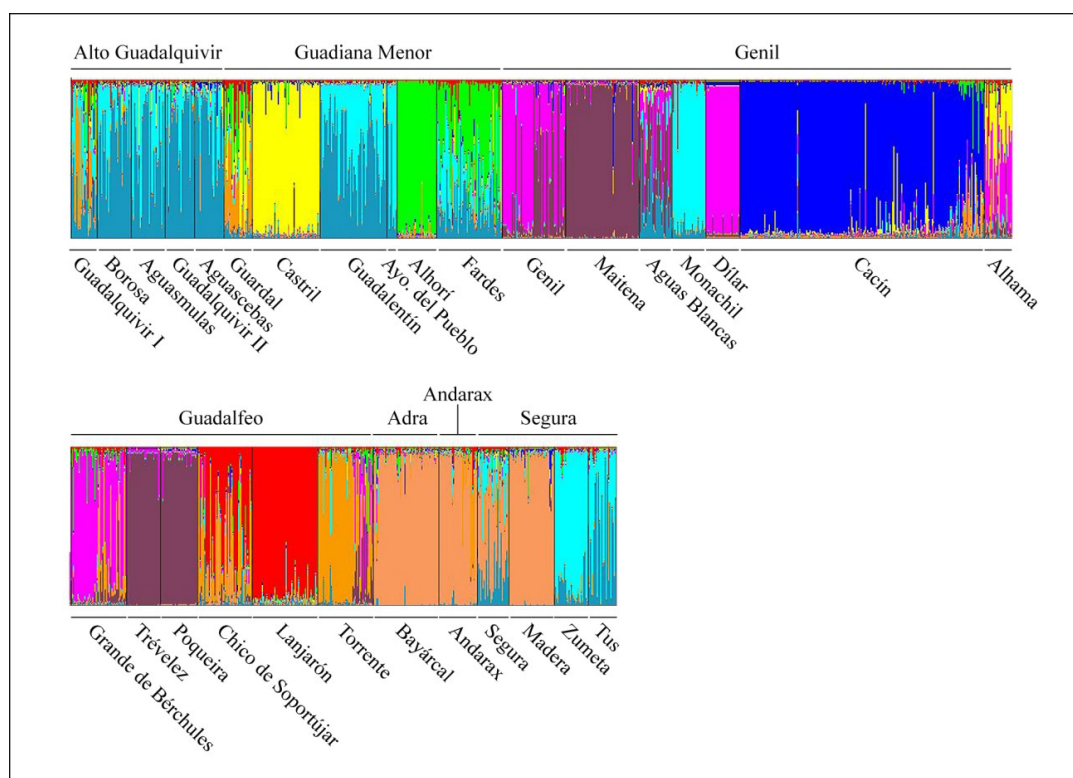 Alto Guadalquivir Guadiana Menor Genil
Guadalquivir I
Borosa
Aguasmulas
Guadalquivir II
Aguascebas
Guardal
Castril
Guadalentín
Ayo. del Pueblo
Alhorí
Fardes
Genil
Maitena
Aguas Blancas
Monachil
Dílar
Cacín
Alhama
Andarax
Guadalfeo Adra Segura
Grande de Bérchules
Trévelez
Poqueira
Chico de Soportújar
Lanjarón
Torrente
Bayárcal
Andarax
Segura
Madera
Zumeta
Tus